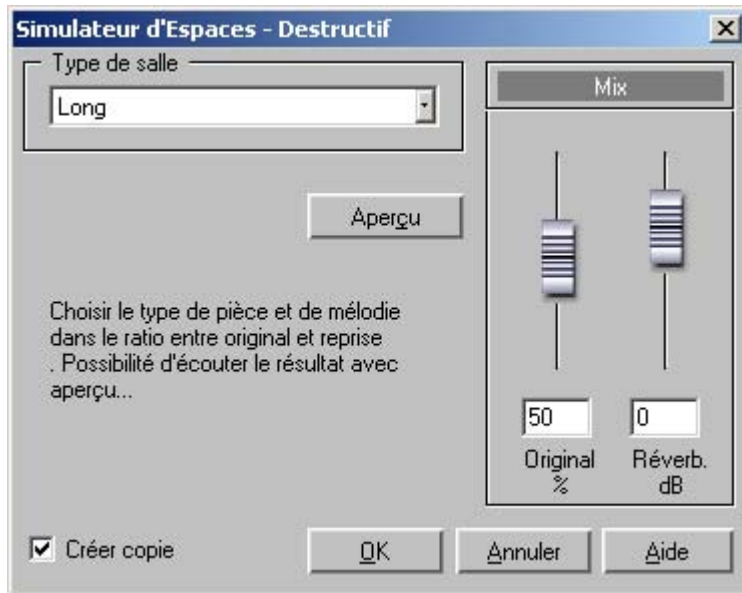 Simulateur d'Espaces - Destructif
Type de salle
Long
Mix
Aperçu
Choisir le type de pièce et de mélodie
dans le ratio entre original et reprise
. Possibilité d'écouter le résultat avec
aperçu...
50
0
Original
%
Réverb.
dB
Créer copie
OK
Annuler
Aide